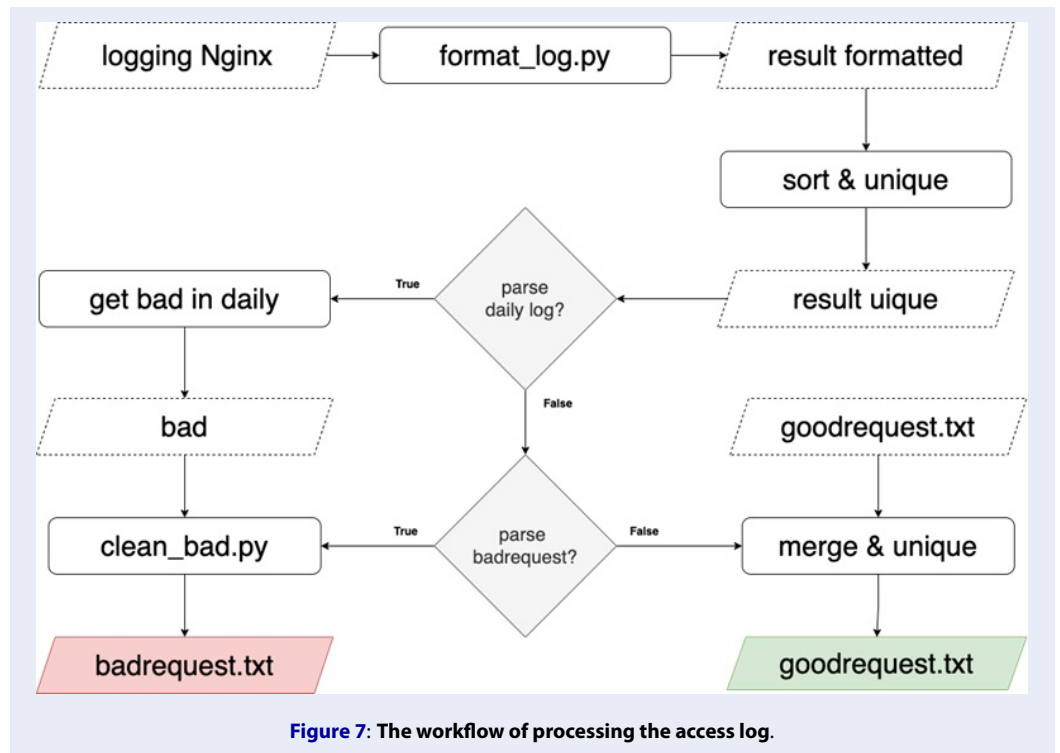 logging Nginx
format_log.py
result formatted
sort & unique
parse
daily log?
True
get bad in daily
result uique
False
bad
goodrequest.txt
parse
badrequest?
True
False
clean_bad.py
merge & unique
badrequest.txt
goodrequest.txt
Figure 7: The workflow of processing the access log.